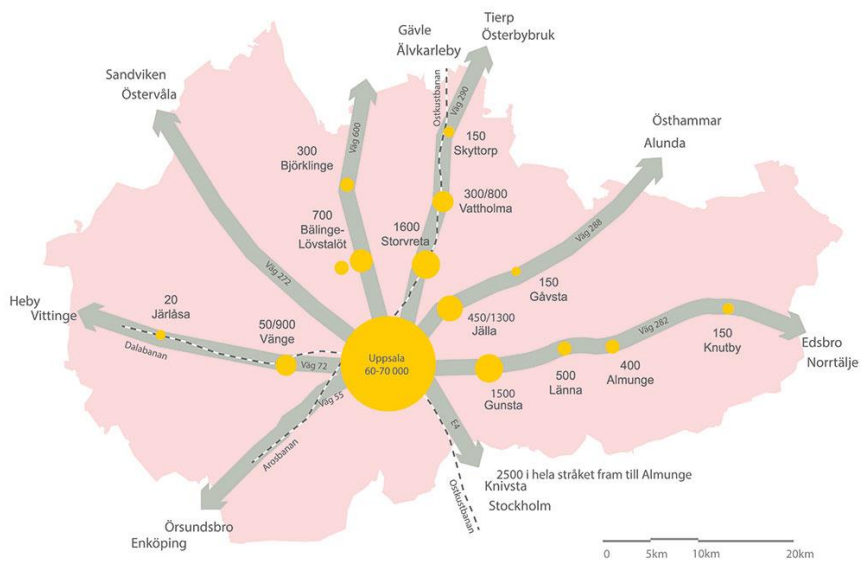 Gävle
Älvkarleby
Tierp
Österbybruk
Sandviken
Östervåla
Östhammar
Alunda
Ostkustbanan
Väg 290
Väg 600
150
Skyttorp
300
Björklinge
300/800
Vattholma
700
Bälinge-
Lövstalöt
1600
Storvreta
Väg 288
Väg 272
150
Gåvsta
Heby
Vittinge
20
Järlåsa
50/900
Vänge
450/1300
Jälla
Väg 282
150
Knutby
Edsbro
Norrtälje
Dalabanan
Väg 72
Uppsala
60-70 000
1500
Gunsta
500
Länna
400
Almunge
Väg 55
Arosbanan
E4
2500 i hela stråket fram till Almunge
Knivsta
Stockholm
Ostkustbanan
Örsundsbro
Enköping
0 5km 10km 20km